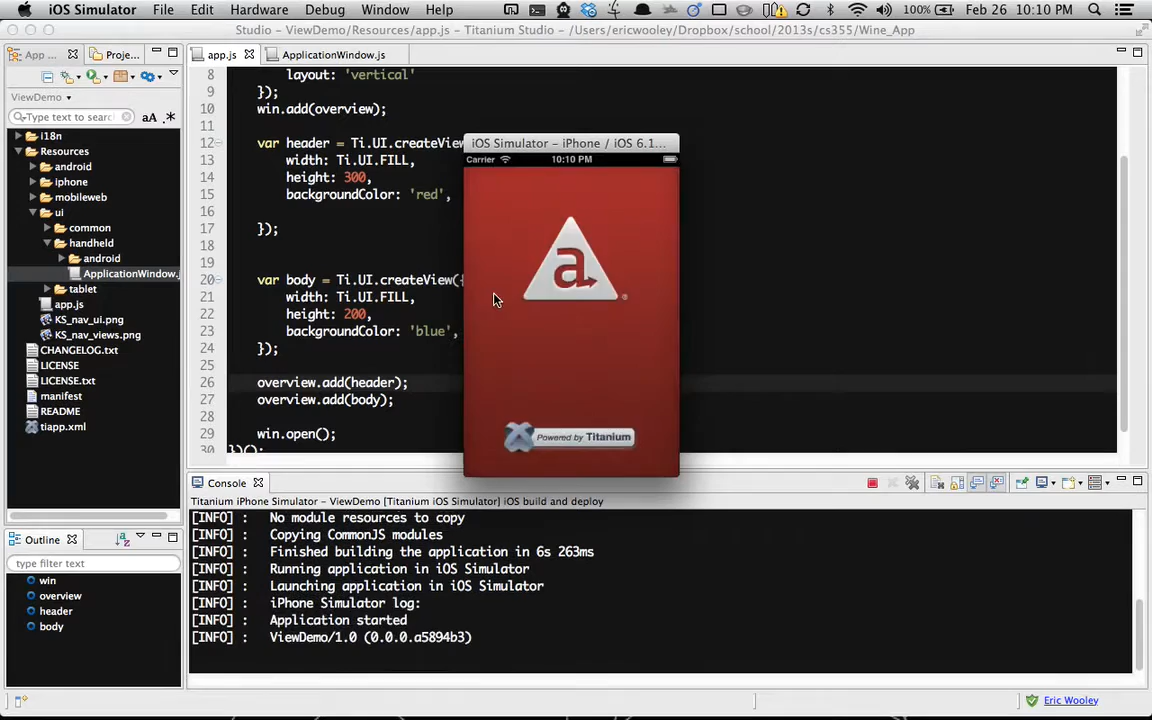 iOS Simulator File Edit Hardware Debug Window Help 100% Feb 26 10:10 PM
Studio - ViewDemo/Resources/app.js - Titanium Studio - /Users/ericwooley/Dropbox/school/2013s/cs355/Wine_App
App ... Proje...
app.js ApplicationWindow.js
ViewDemo
Type text to searc aA .*
i18n
Resources
android
iphone
mobileweb
ui
common
handheld
android
ApplicationWindow.j
tablet
app.js
KS_nav_ui.png
KS_nav_views.png
CHANGELOG.txt
LICENSE
LICENSE.txt
manifest
README
tiapp.xml
8 layout: 'vertical'
9 });
10 win.add(overview);
11
12 var header = Ti.UI.createView
13 width: Ti.UI.FILL,
14 height: 300,
15 backgroundColor: 'red',
16
17 });
18
19
20 var body = Ti.UI.createView({
21 width: Ti.UI.FILL,
22 height: 200,
23 backgroundColor: 'blue',
24 });
25
26 overview.add(header);
27 overview.add(body);
28
29 win.open();
30 })();
iOS Simulator - iPhone / iOS 6.1...
Carrier 10:10 PM
a
Powered by Titanium
Outline
type filter text
win
overview
header
body
Console
Titanium iPhone Simulator - ViewDemo [Titanium iOS Simulator] iOS build and deploy
[INFO] : No module resources to copy
[INFO] : Copying CommonJS modules
[INFO] : Finished building the application in 6s 263ms
[INFO] : Running application in iOS Simulator
[INFO] : Launching application in iOS Simulator
[INFO] : iPhone Simulator log:
[INFO] : Application started
[INFO] : ViewDemo/1.0 (0.0.0.a5894b3)
Eric Wooley